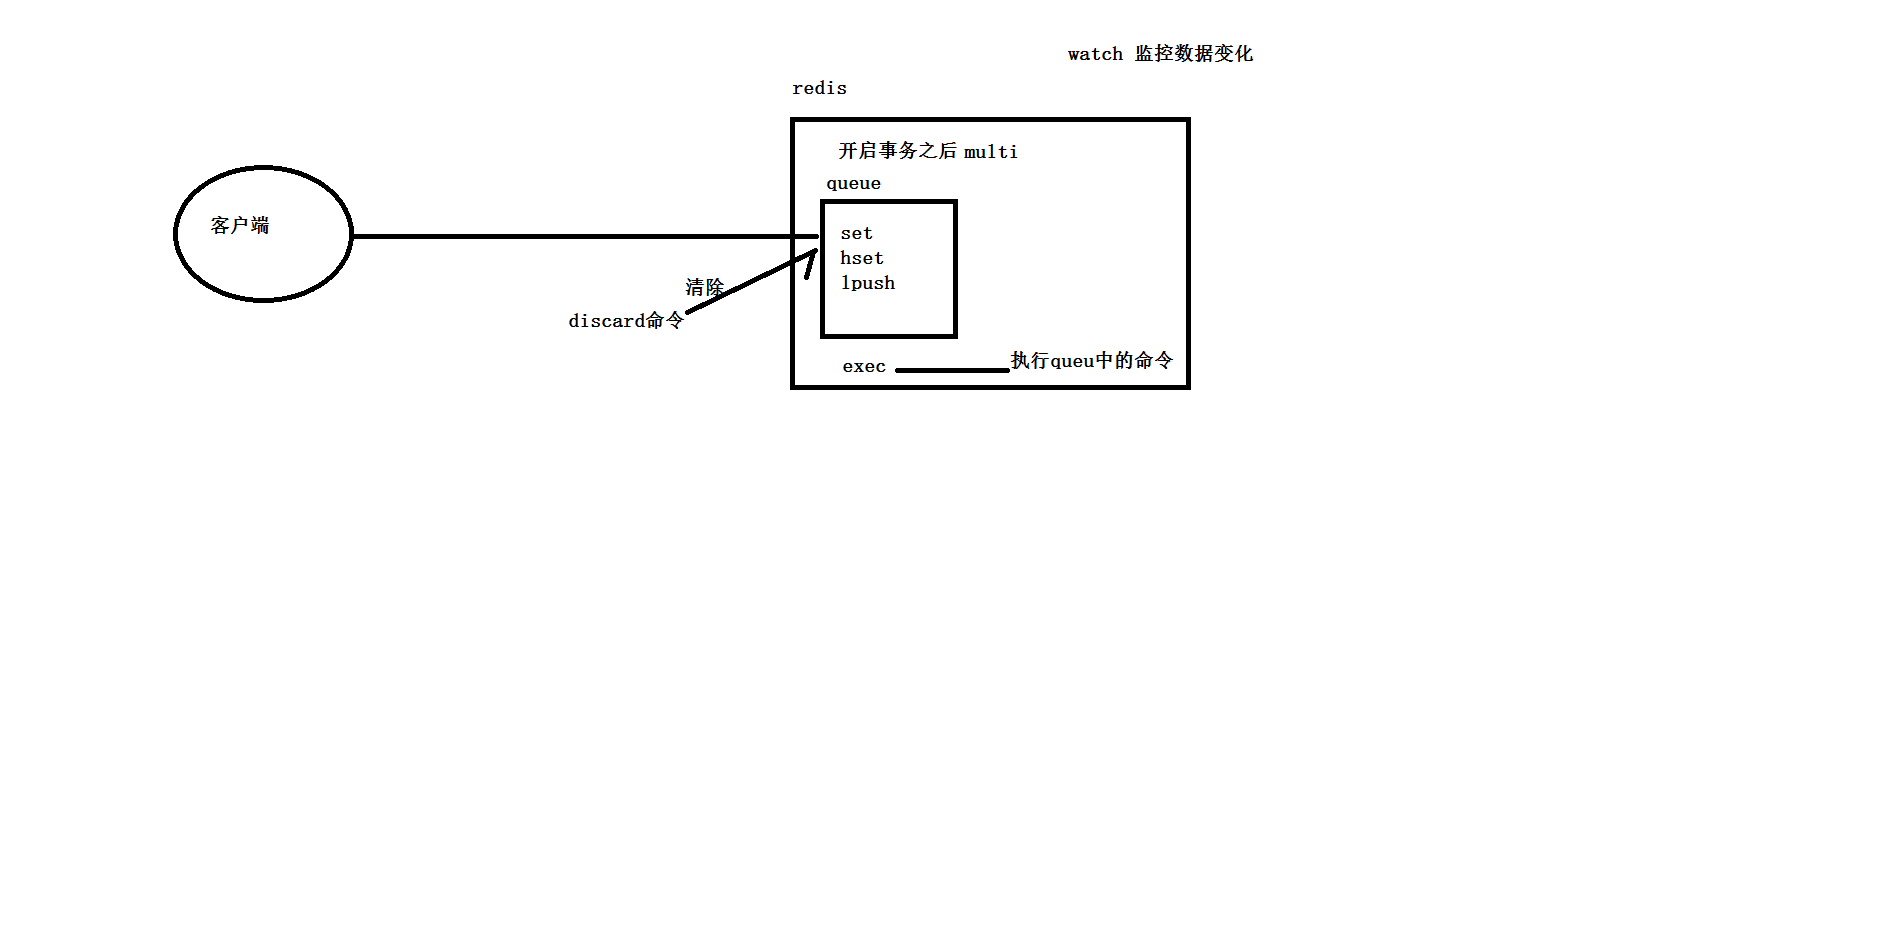 watch 监控数据变化
redis
开启事务之后 multi
queue
客户端
set
hset
lpush
清除
discard命令
exec
执行queu中的命令